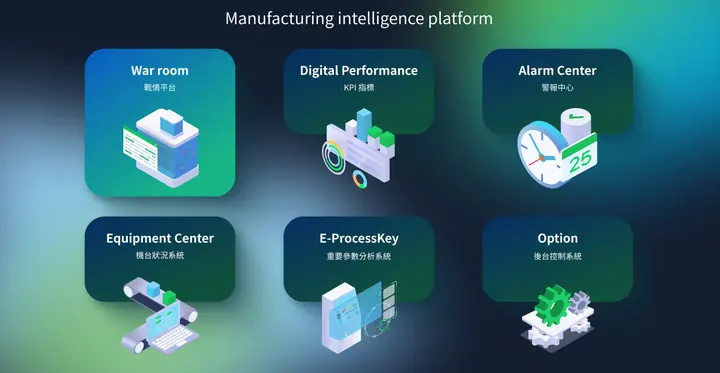 Manufacturing intelligence platform
War room
戰情平台
Digital Performance
KPI 指標
Alarm Center
警報中心
25
Equipment Center
機台狀況系統
E-ProcessKey
重要參數分析系統
Option
後台控制系統